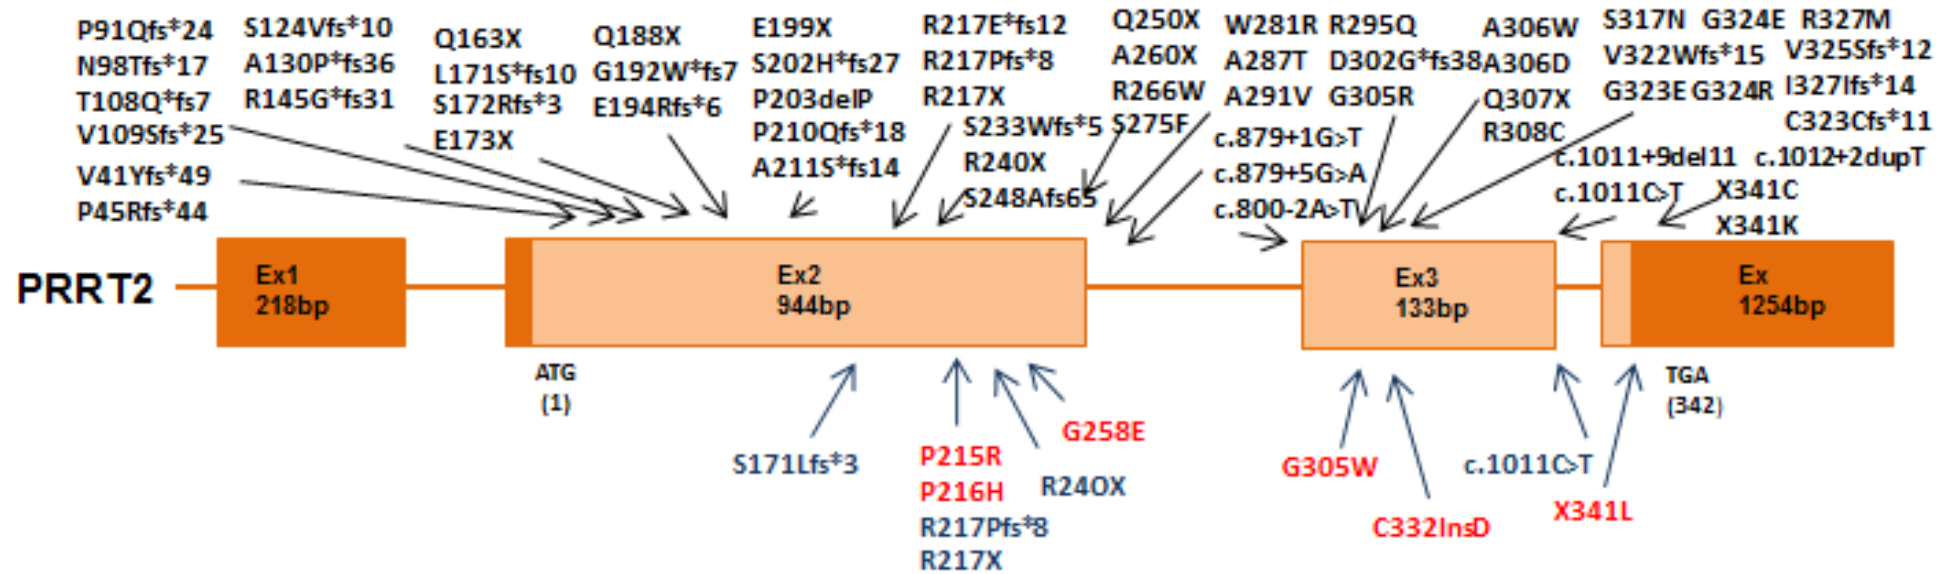 P91Qfs*24
N98Tfs*17
T108Q*fs7
V109Sfs*25
V41Yfs*49
P45Rfs*44
S124Vfs*10
A130P*fs36
R145G*fs31
Q163X
L171S*fs10
S172Rfs*3
E173X
Q188X
G192W*fs7
E194Rfs*6
E199X
S202H*fs27
P203delP
P210Qfs*18
A211S*fs14
R217E*fs12
R217Pfs*8
R217X
S233Wfs*5
R240X
S248Afs65
Q250X
A260X
R266W
S275F
W281R R295Q
A287T D302G*fs38
A291V G305R
c.879+1G>T
c.879+5G>A
c.800-2A>T
A306W
A306D
Q307X
R308C
S317N G324E R327M
V322Wfs*15 V325Sfs*12
G323E G324R I327Ifs*14
C323Cfs*11
c.1011+9del11 c.1012+2dupT
c.1011C>T X341C
X341K
PRRT2
Ex1
218bp
Ex2
944bp
Ex3
133bp
Ex
1254bp
ATG
(1)
TGA
(342)
S171Lfs*3
P215R
P216H
R217Pfs*8
R217X
G258E
R24OX
G305W
C332InsD
c.1011C>T
X341L